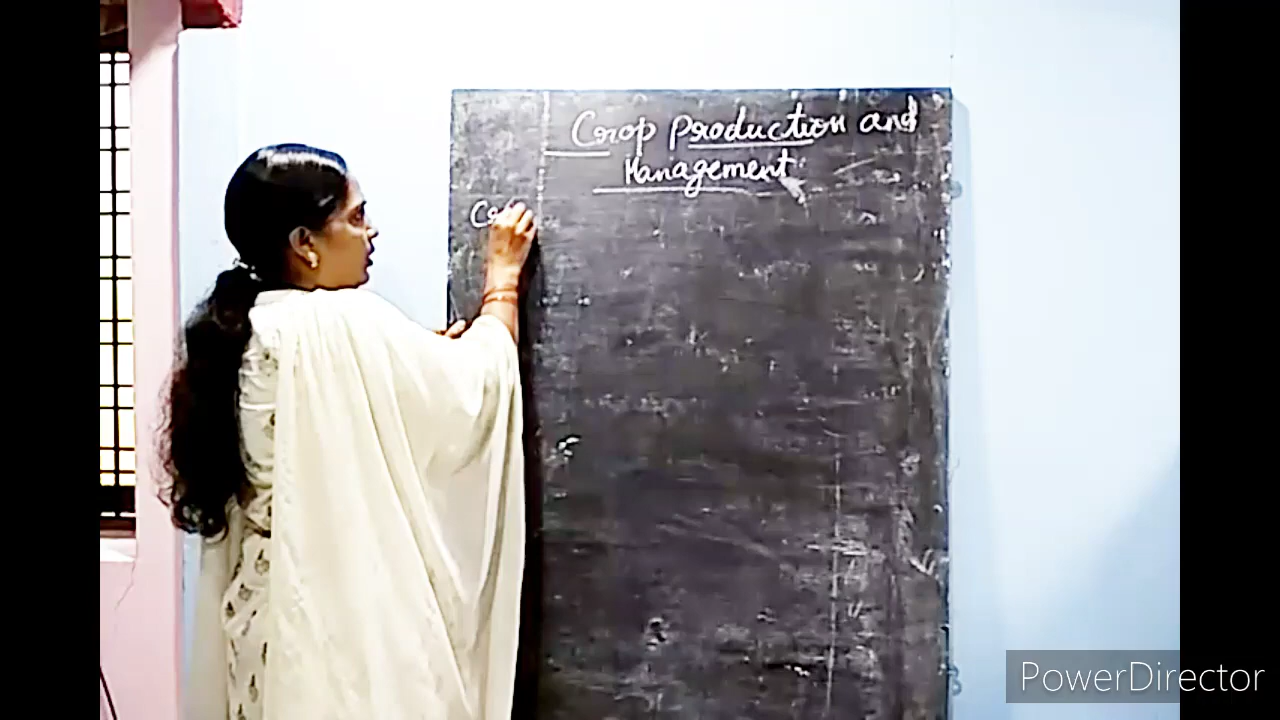 Crop Production and
Management
PowerDirector